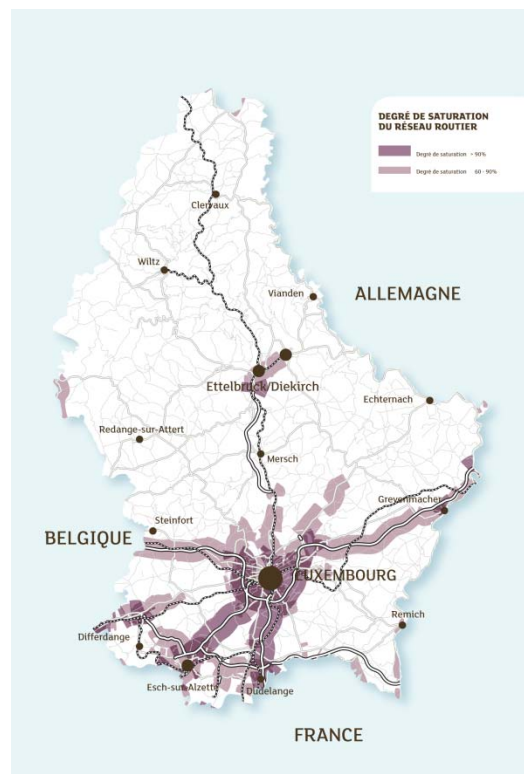 DEGRÉ DE SATURATION
DU RÉSEAU ROUTIER
Degré de saturation > 90%
Degré de saturation 60 - 90%
Clervaux
Wiltz
Vianden
ALLEMAGNE
Ettelbruck/Diekirch
Echternach
Redange-sur-Attert
Mersch
Grevenmacher
Steinfort
BELGIQUE
LUXEMBOURG
Remich
Differdange
Esch-sur-Alzette
Dudelange
FRANCE